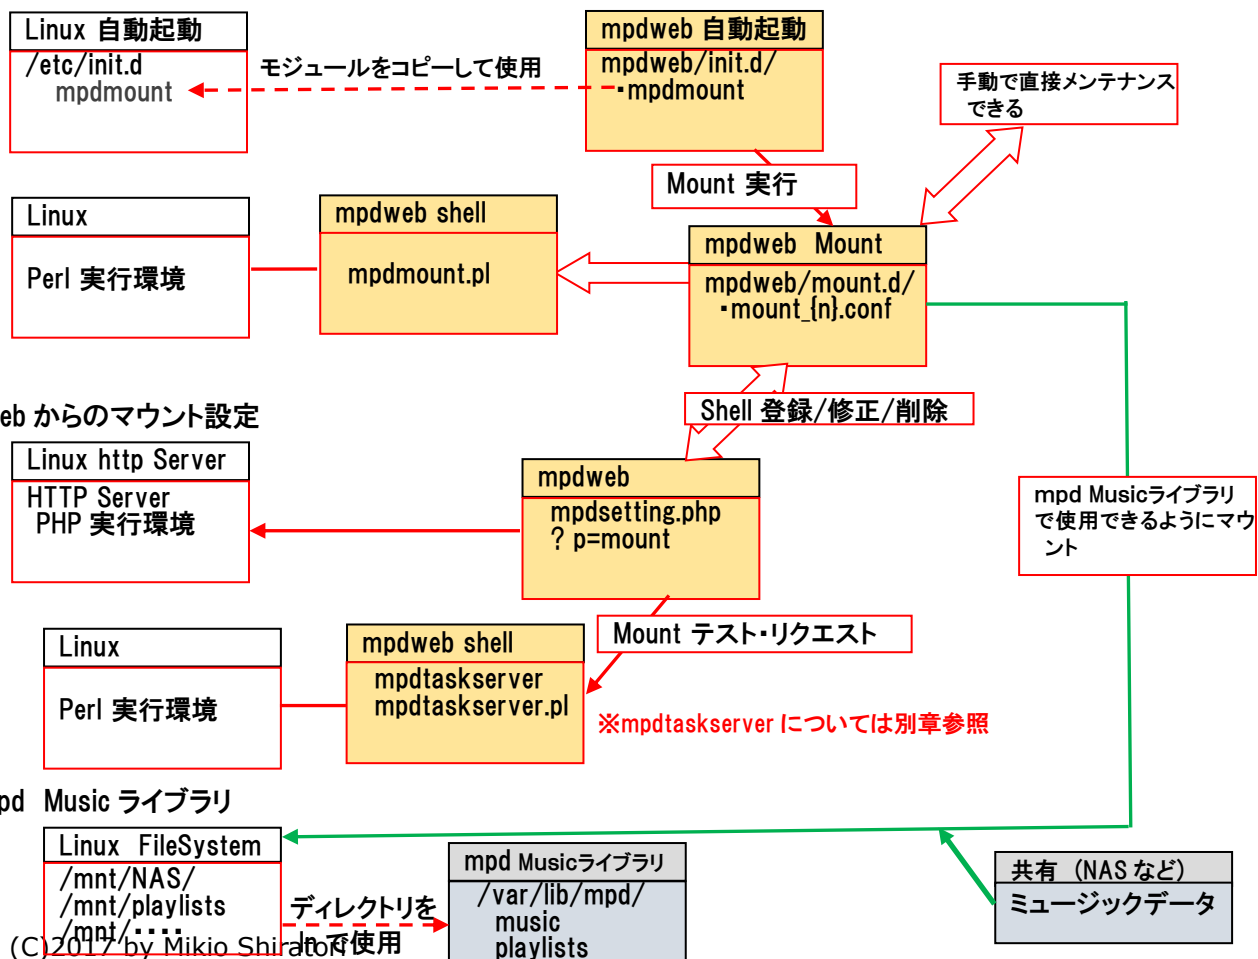 Linux 自動起動
/etc/init.d
mpdmount
モジュールをコピーして使用
mpdweb 自動起動
mpdweb/init.d/
・mpdmount
手動で直接メンテナンス
できる
Mount 実行
Linux
Perl 実行環境
mpdweb shell
mpdmount.pl
mpdweb Mount
mpdweb/mount.d/
・mount_{n}.conf
Shell 登録/修正/削除
eb からのマウント設定
Linux http Server
HTTP Server
PHP 実行環境
mpdweb
mpdsetting.php
? p=mount
mpd Musicライブラリ
で使用できるようにマウ
ント
Mount テスト・リクエスト
Linux
Perl 実行環境
mpdweb shell
mpdtaskserver
mpdtaskserver.pl
※mpdtaskserver については別章参照
pd Music ライブラリ
Linux FileSystem
/mnt/NAS/
/mnt/playlists
/mnt/・・・・
ディレクトリを
ln で使用
mpd Musicライブラリ
/var/lib/mpd/
music
playlists
共有 (NAS など)
ミュージックデータ
(C)2017 by Mikio Shiratori